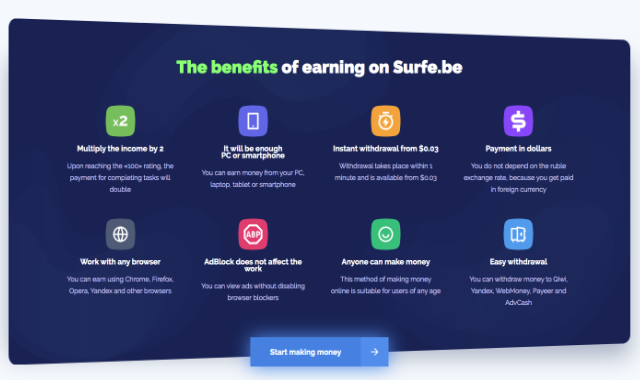 The benefits of earning on Surfe.be
x2
Multiply the income by 2
Upon reaching the +100+ rating, the
payment for completing tasks will
double
It will be enough
PC or smartphone
You can earn money from your PC,
laptop, tablet or smartphone
Instant withdrawal from $0.03
Withdrawal takes place within 1
minute and is available from $0.03
$
Payment in dollars
You do not depend on the ruble
exchange rate, because you get paid
in foreign currency
Work with any browser
You can earn using Chrome, Firefox,
Opera, Yandex and other browsers
ABP
AdBlock does not affect the
work
You can view ads without disabling
browser blockers
Anyone can make money
This method of making money
online is suitable for users of any age
Easy withdrawal
You can withdraw money to Qiwi,
Yandex, WebMoney, Payeer and
AdvCash
Start making money